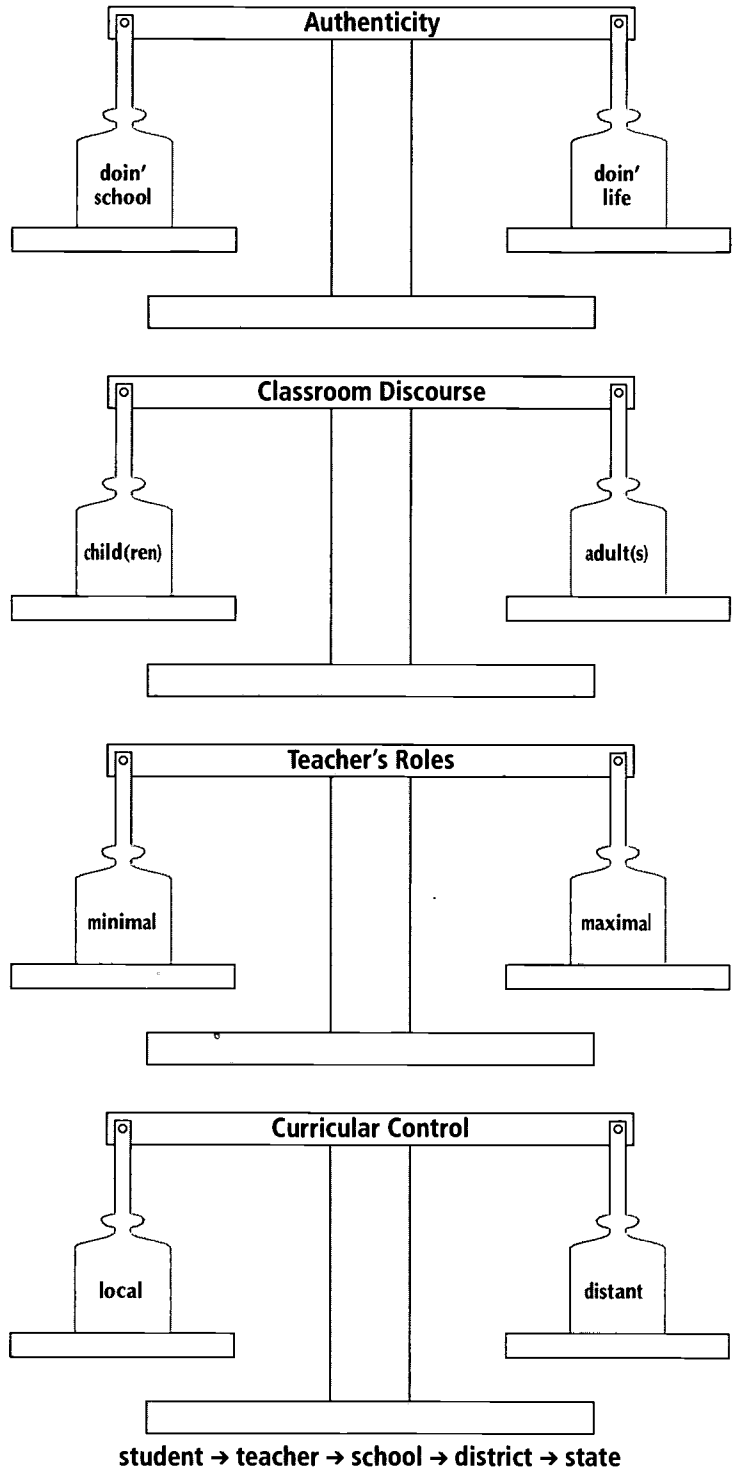 Authenticity
doin'
school
doin'
life
Classroom Discourse
child(ren)
adult(s)
Teacher's Roles
minimal
maximal
Curricular Control
local
distant
student → teacher → school → district → state